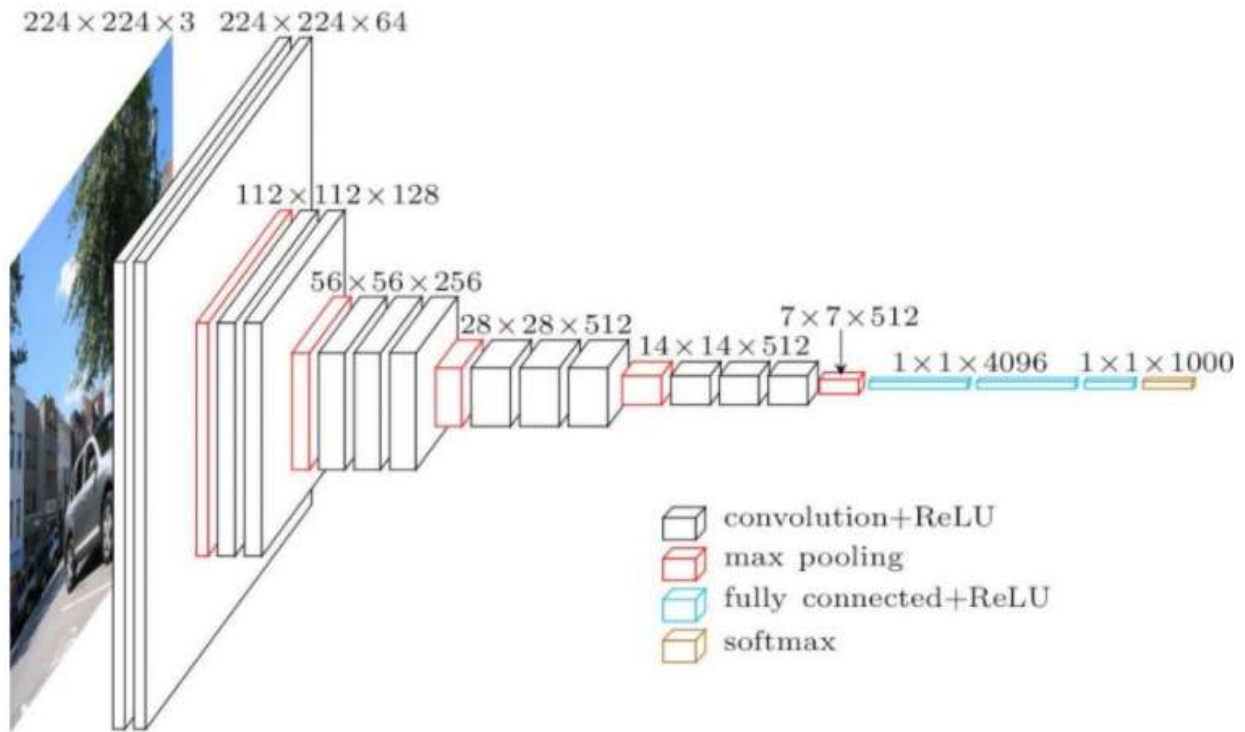 224×224×3
224×224×64
112×112×128
56×56×256
28×28×512
14×14×512
7×7×512
1×1×4096
1×1×1000
convolution+ReLU
max pooling
fully connected+ReLU
softmax